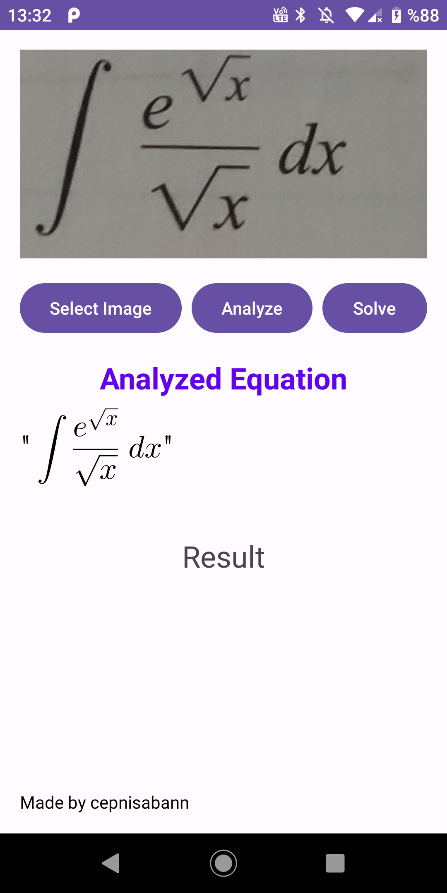 13:32 %88
∫ e^√x / √x dx
Select Image Analyze Solve
Analyzed Equation
"∫ e^√x / √x dx"
Result
Made by cepnisabann